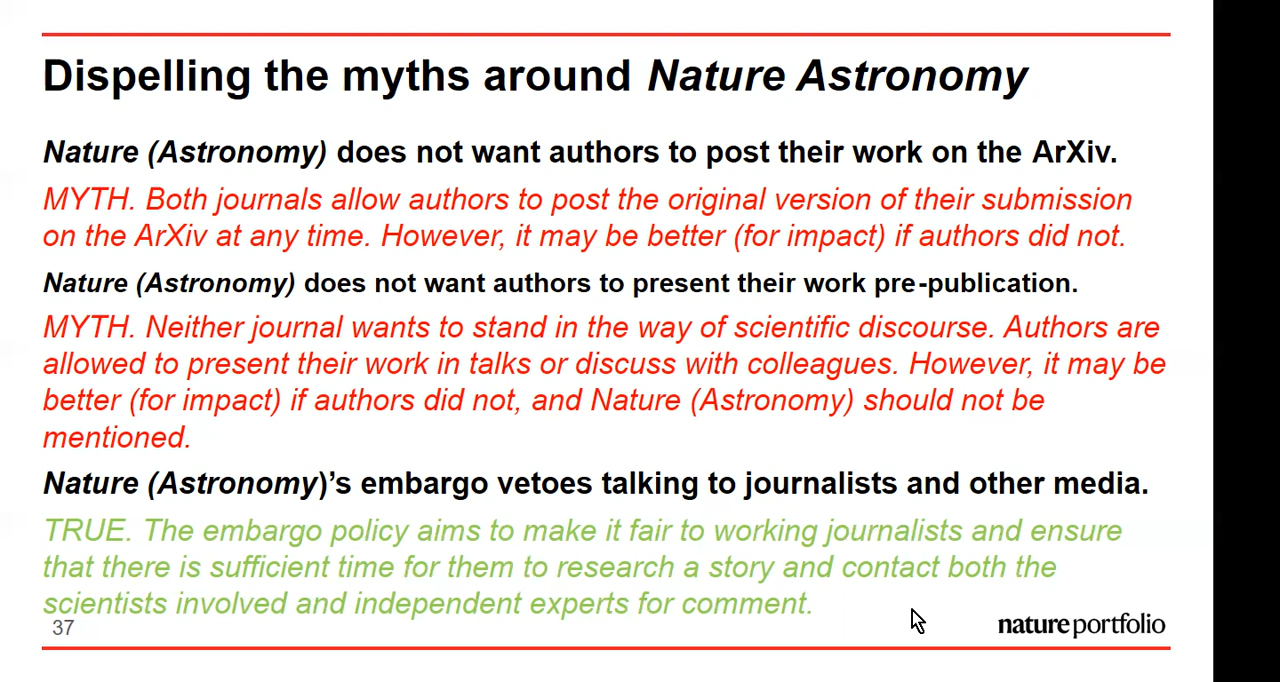 Dispelling the myths around Nature Astronomy
Nature (Astronomy) does not want authors to post their work on the ArXiv.
MYTH. Both journals allow authors to post the original version of their submission
on the ArXiv at any time. However, it may be better (for impact) if authors did not.
Nature (Astronomy) does not want authors to present their work pre-publication.
MYTH. Neither journal wants to stand in the way of scientific discourse. Authors are
allowed to present their work in talks or discuss with colleagues. However, it may be
better (for impact) if authors did not, and Nature (Astronomy) should not be
mentioned.
Nature (Astronomy)’s embargo vetoes talking to journalists and other media.
TRUE. The embargo policy aims to make it fair to working journalists and ensure
that there is sufficient time for them to research a story and contact both the
scientists involved and independent experts for comment.
37
nature portfolio